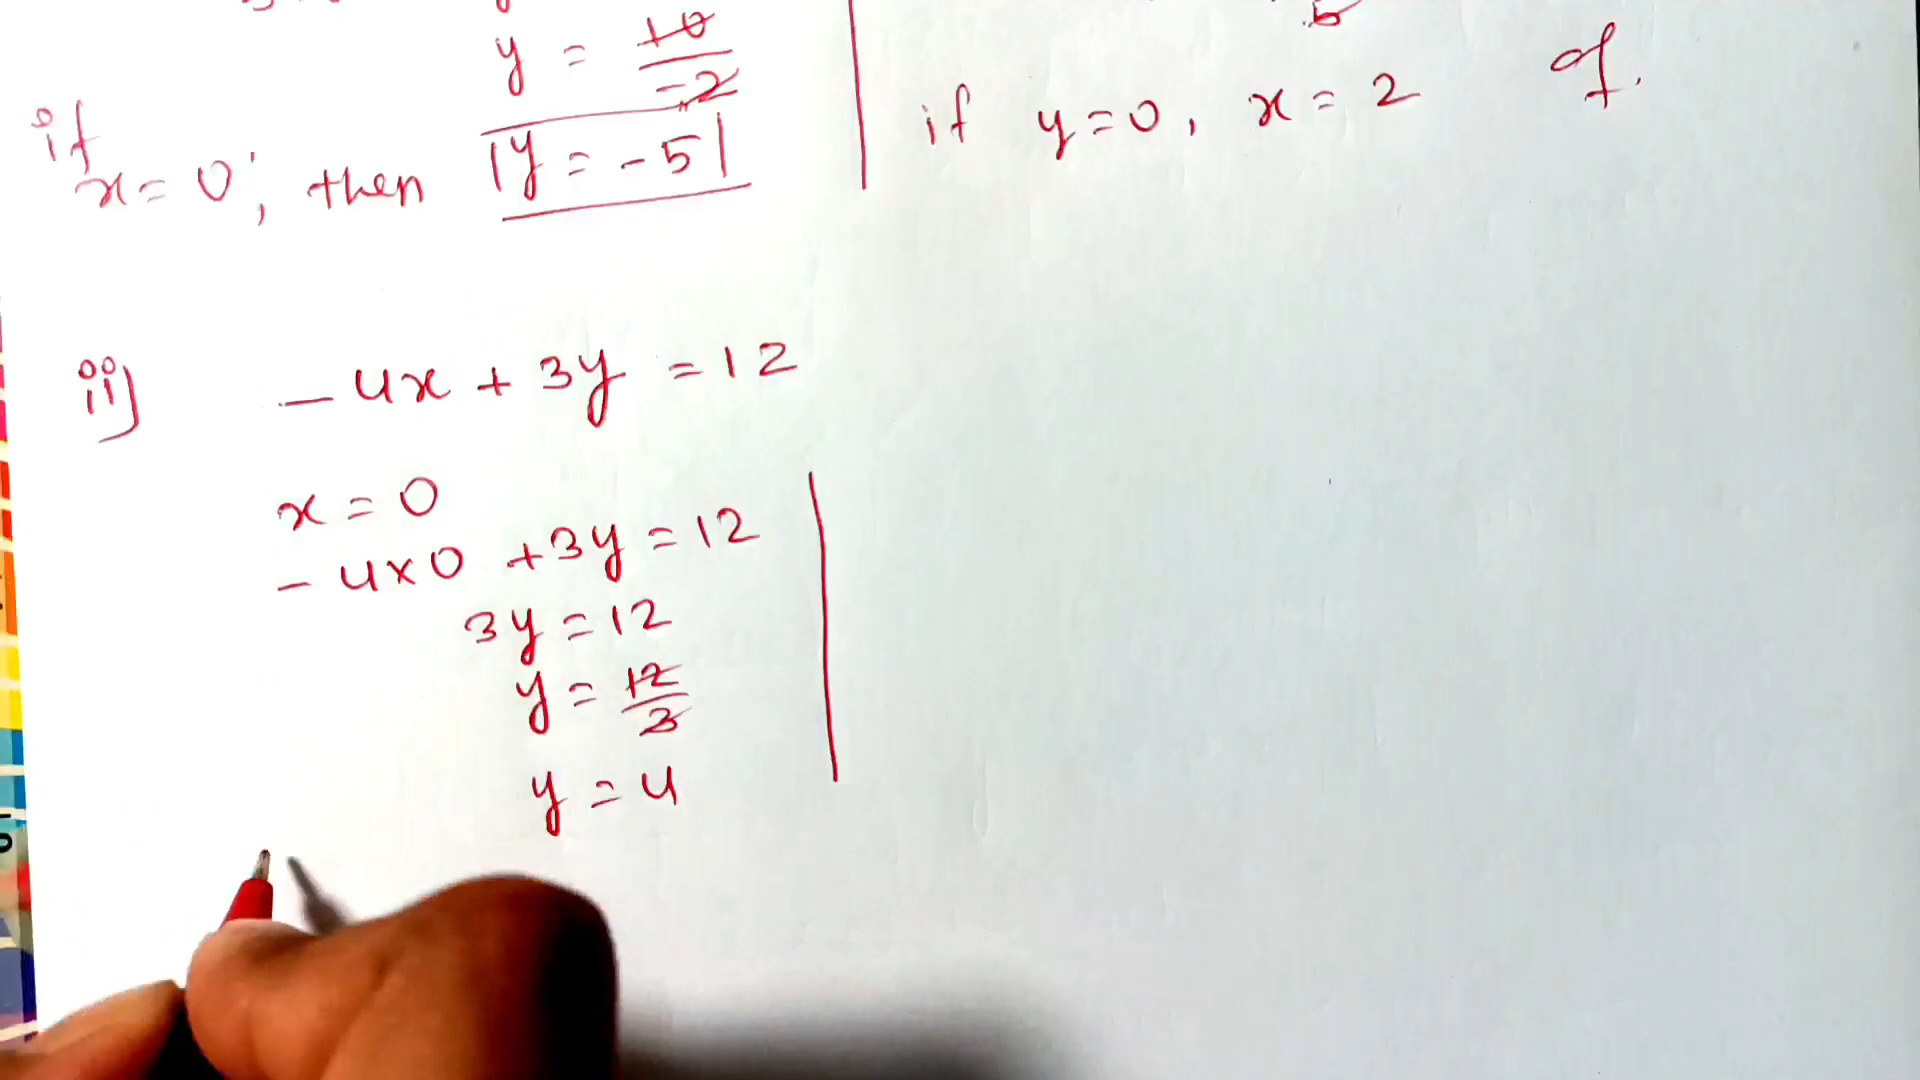 y = 10/-2
if x = 0, then y = -5
if y = 0, x = 2
ii) - 4x + 3y = 12
x = 0
- 4 x 0 + 3y = 12
3y = 12
y = 12/3
y = 4